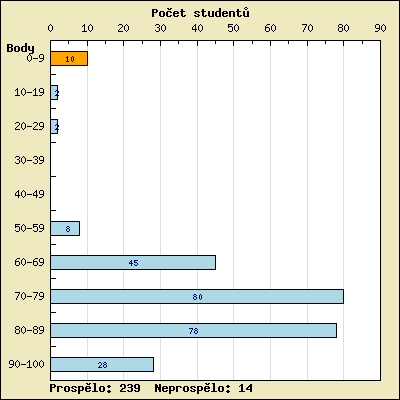 Počet studentů
0 10 20 30 40 50 60 70 80 90
Body
0-9 10
10-19 2
20-29 2
30-39
40-49
50-59 8
60-69 45
70-79 80
80-89 78
90-100 28
Prospělo: 239 Neprospělo: 14